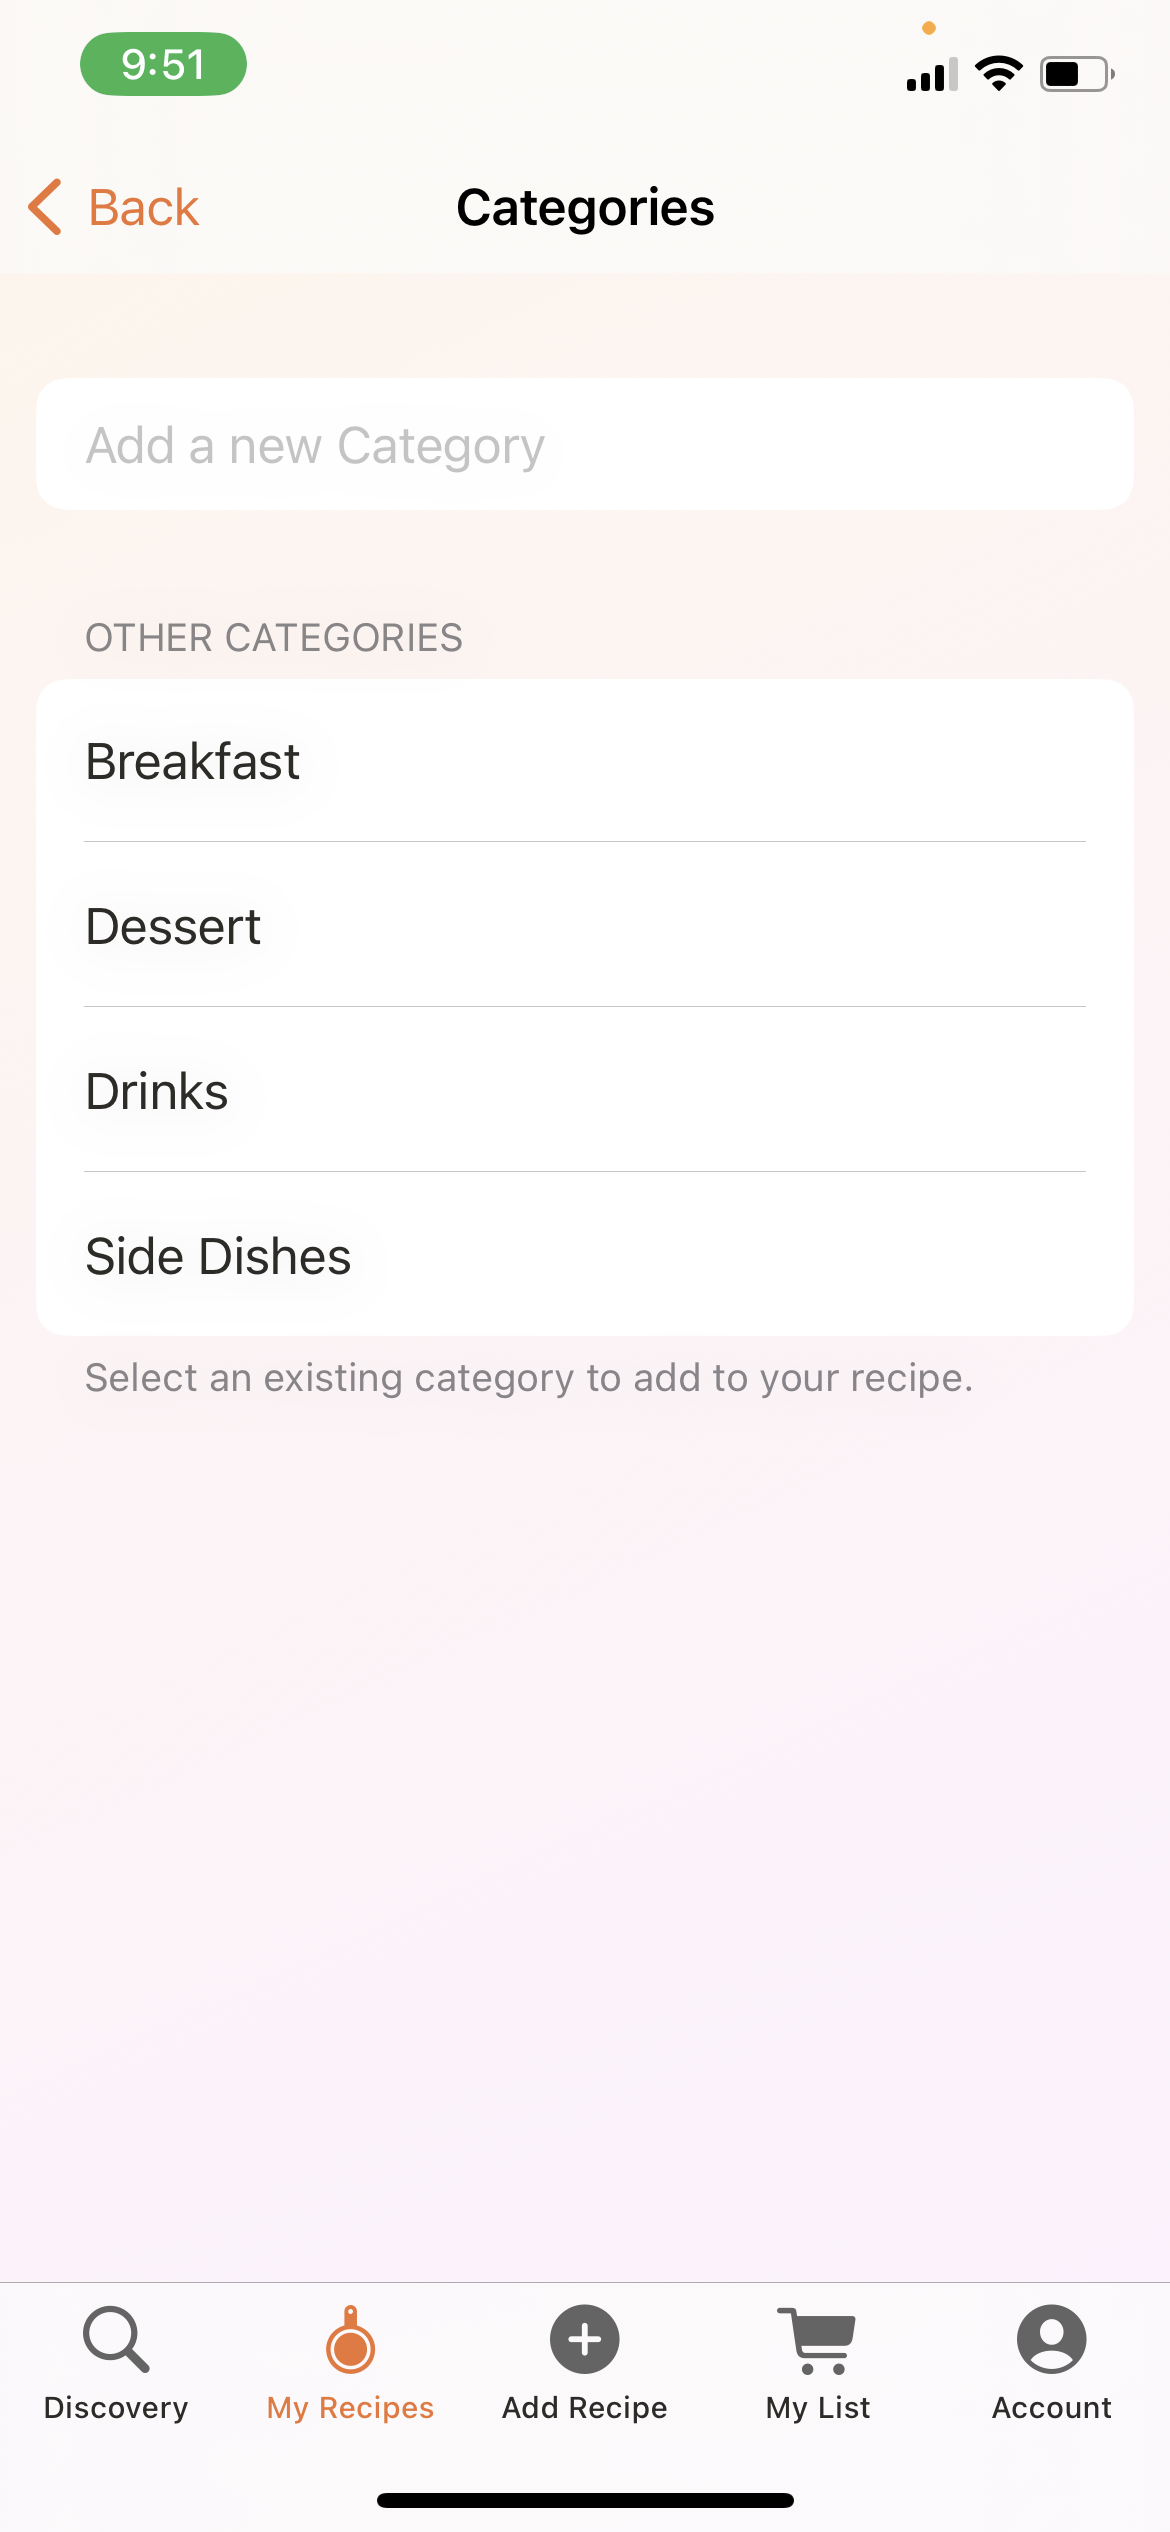 9:51
Back
Categories
Add a new Category
OTHER CATEGORIES
Breakfast
Dessert
Drinks
Side Dishes
Select an existing category to add to your recipe.
Discovery
My Recipes
Add Recipe
My List
Account